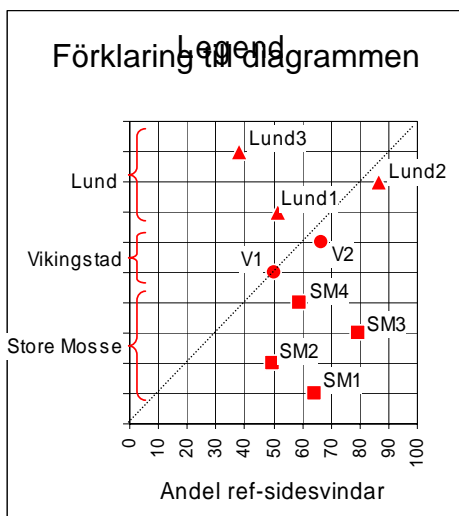 Legend
Förklaring till diagrammen
Lund3
Lund2
Lund
Lund1
V2
Vikingstad
V1
SM4
SM3
Store Mosse
SM2
SM1
0 10 20 30 40 50 60 70 80 90 100
Andel ref-sidesvindar